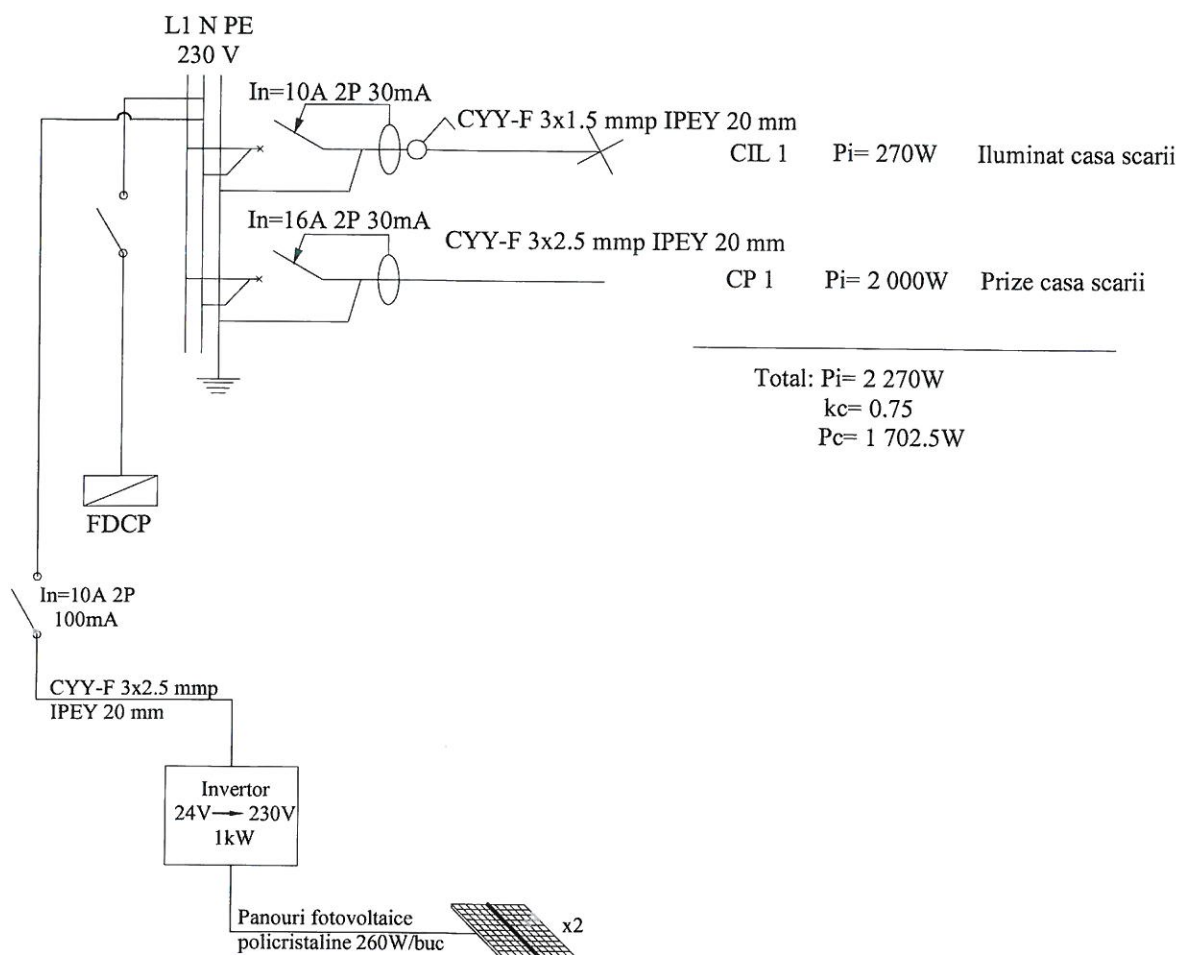 L1 N PE
230 V
In=10A 2P 30mA
CYY-F 3x1.5 mmp IPEY 20 mm
CIL 1 Pi= 270W Iluminat casa scarii
In=16A 2P 30mA
CYY-F 3x2.5 mmp IPEY 20 mm
CP 1 Pi= 2 000W Prize casa scarii
Total: Pi= 2 270W
kc= 0.75
Pc= 1 702.5W
FDCP
In=10A 2P
100mA
CYY-F 3x2.5 mmp
IPEY 20 mm
Invertor
24V → 230V
1kW
Panouri fotovoltaice
policristaline 260W/buc
x2